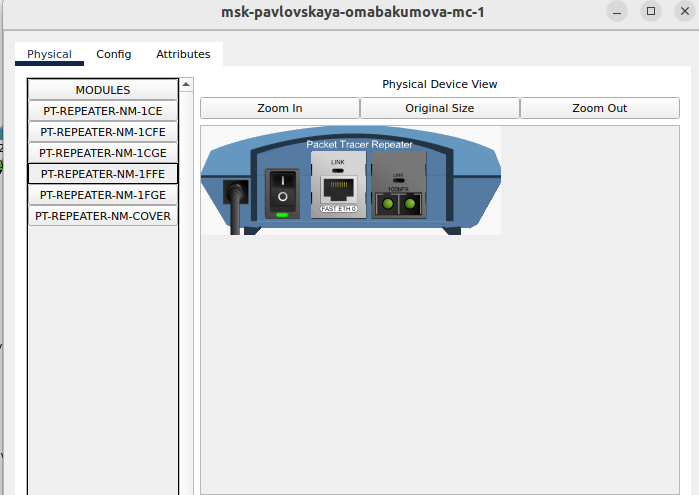 msk-pavlovskaya-omabakumova-mc-1
Physical Config Attributes
MODULES
PT-REPEATER-NM-1CE
PT-REPEATER-NM-1CFE
PT-REPEATER-NM-1CGE
PT-REPEATER-NM-1FFE
PT-REPEATER-NM-1FGE
PT-REPEATER-NM-COVER
Physical Device View
Zoom In Original Size Zoom Out
Packet Tracer Repeater
LINK
FAST ETH 0
LINK
100bFX